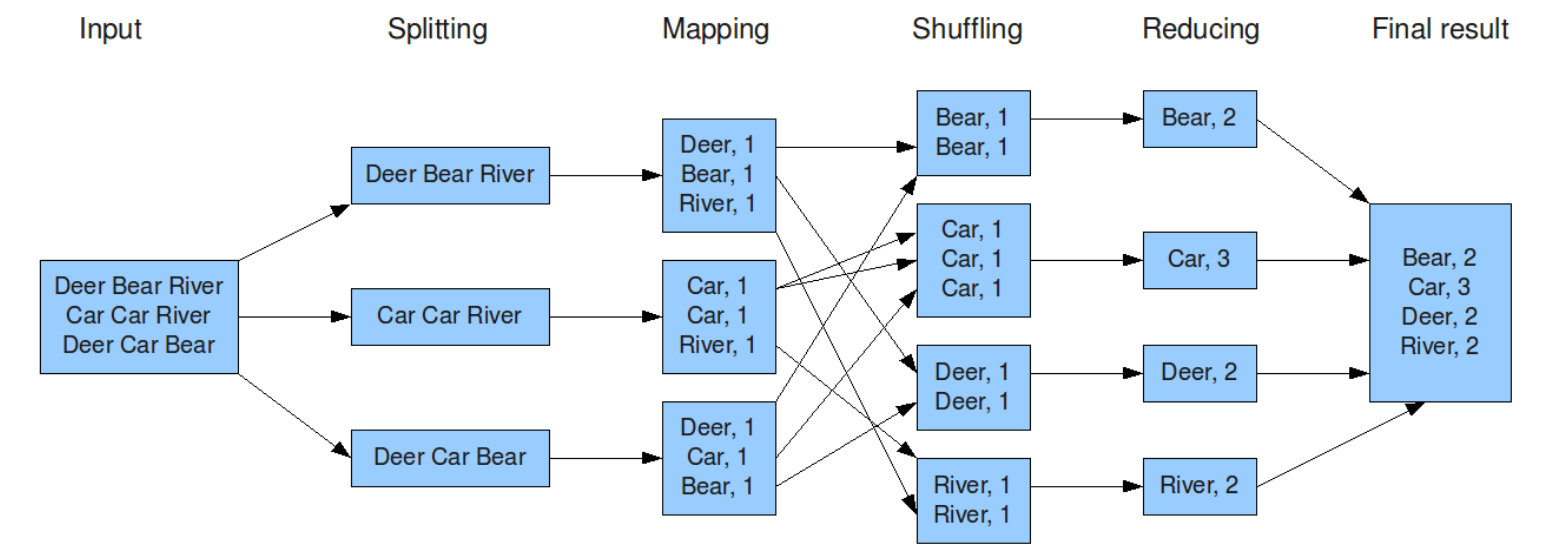 Input
Splitting
Mapping
Shuffling
Reducing
Final result
Deer Bear River
Car Car River
Deer Car Bear
Deer Bear River
Car Car River
Deer Car Bear
Deer, 1
Bear, 1
River, 1
Car, 1
Car, 1
River, 1
Deer, 1
Car, 1
Bear, 1
Bear, 1
Bear, 1
Car, 1
Car, 1
Car, 1
Deer, 1
Deer, 1
River, 1
River, 1
Bear, 2
Car, 3
Deer, 2
River, 2
Bear, 2
Car, 3
Deer, 2
River, 2